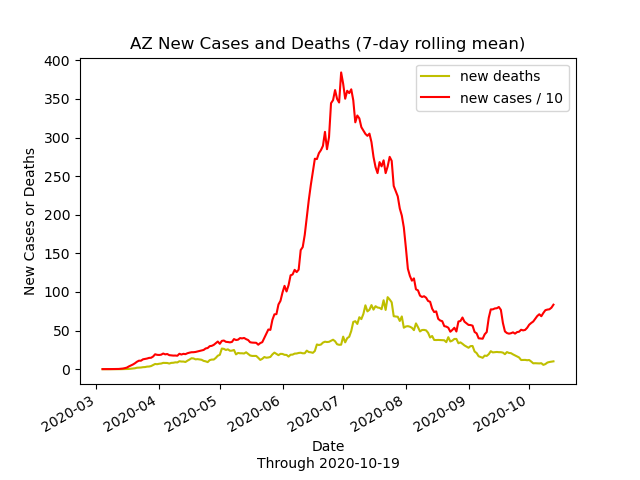 AZ New Cases and Deaths (7-day rolling mean)
new deaths
new cases / 10
400
350
300
250
200
150
100
50
0
New Cases or Deaths
2020-03
2020-04
2020-05
2020-06
2020-07
2020-08
2020-09
2020-10
Date
Through 2020-10-19